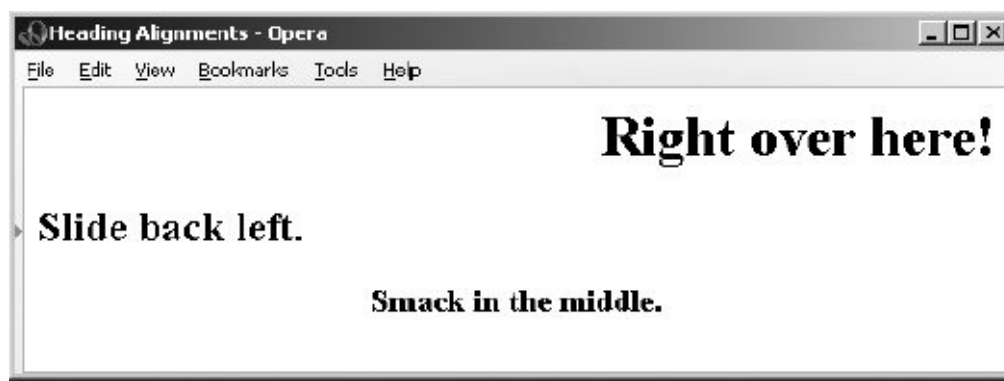 Heading Alignments - Opera
File Edit View Bookmarks Tools Help
Right over here!
Slide back left.
Smack in the middle.